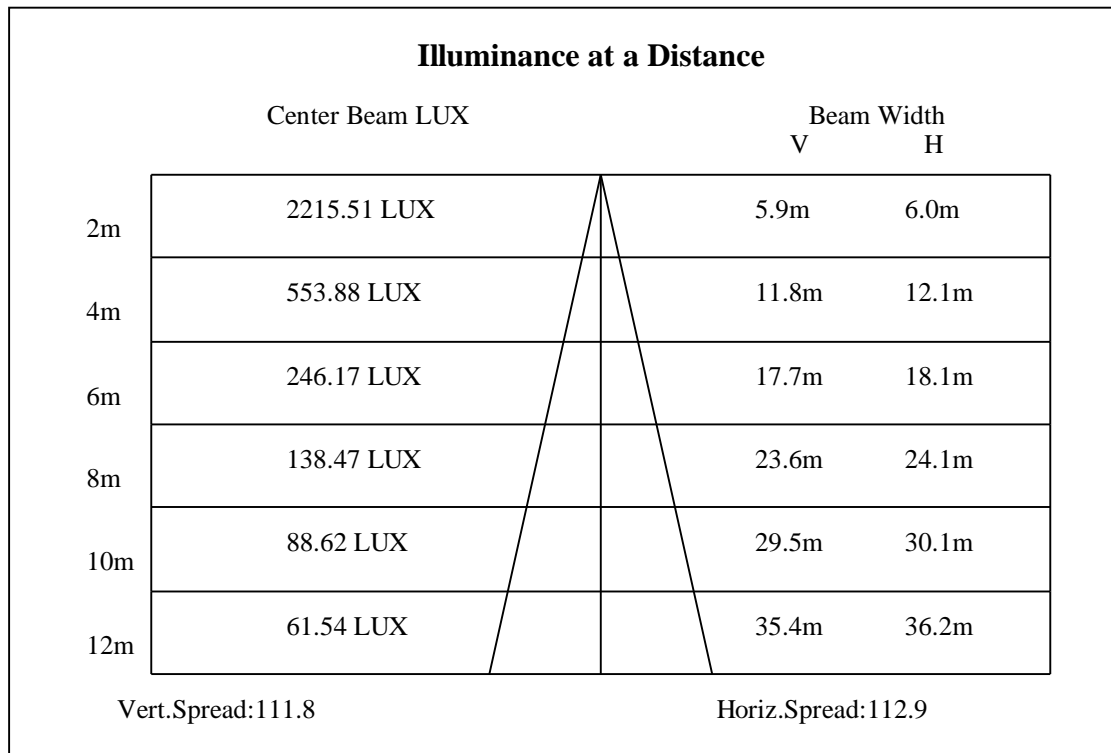 Illuminance at a Distance
Center Beam LUX Beam Width
V H
2m 2215.51 LUX 5.9m 6.0m
4m 553.88 LUX 11.8m 12.1m
6m 246.17 LUX 17.7m 18.1m
8m 138.47 LUX 23.6m 24.1m
10m 88.62 LUX 29.5m 30.1m
12m 61.54 LUX 35.4m 36.2m
Vert.Spread:111.8 Horiz.Spread:112.9